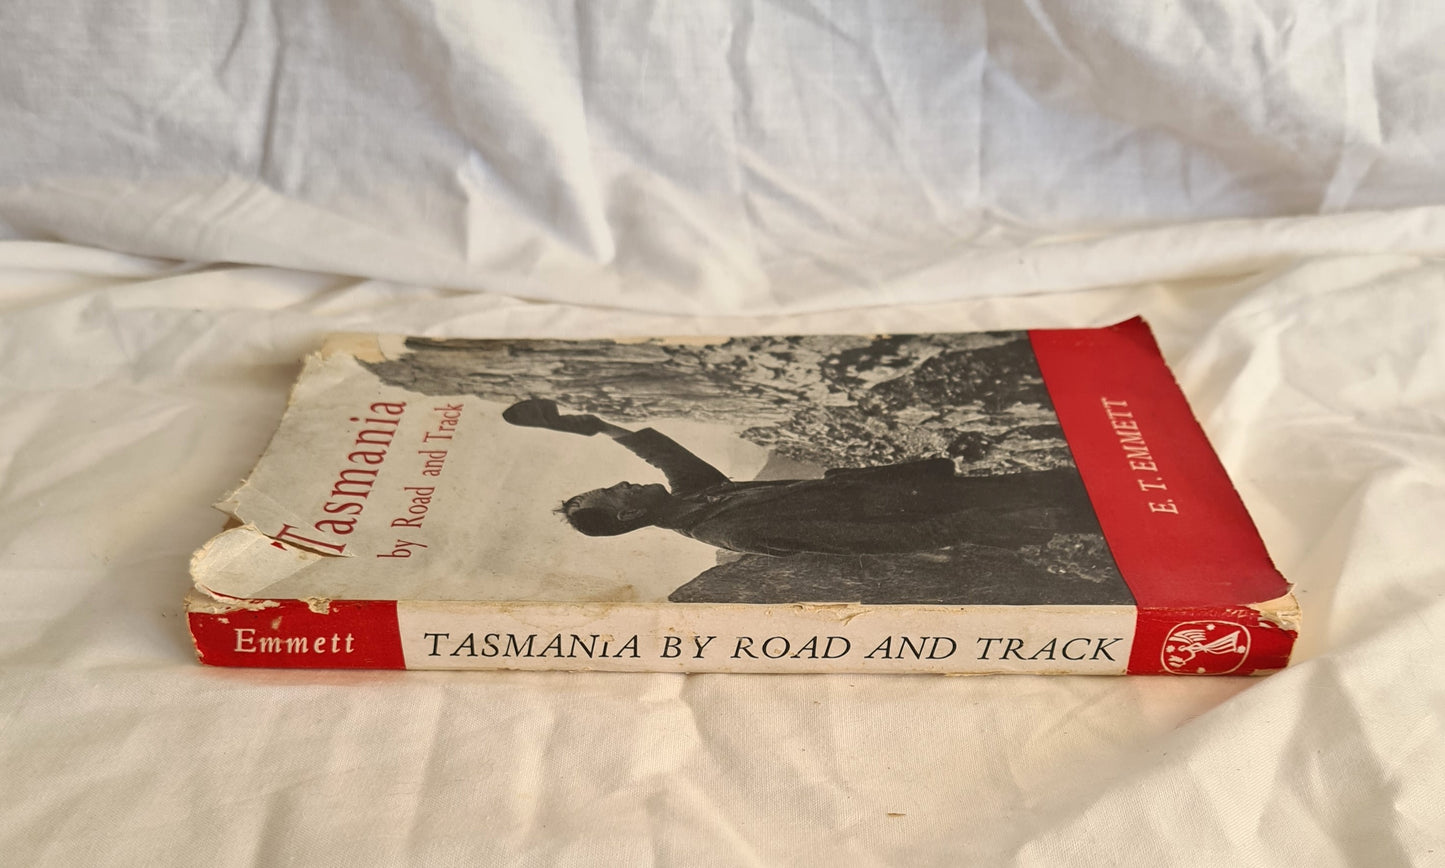 Tasmania
by Road and Track
E. T. EMMETT
Emmett
TASMANIA BY ROAD AND TRACK